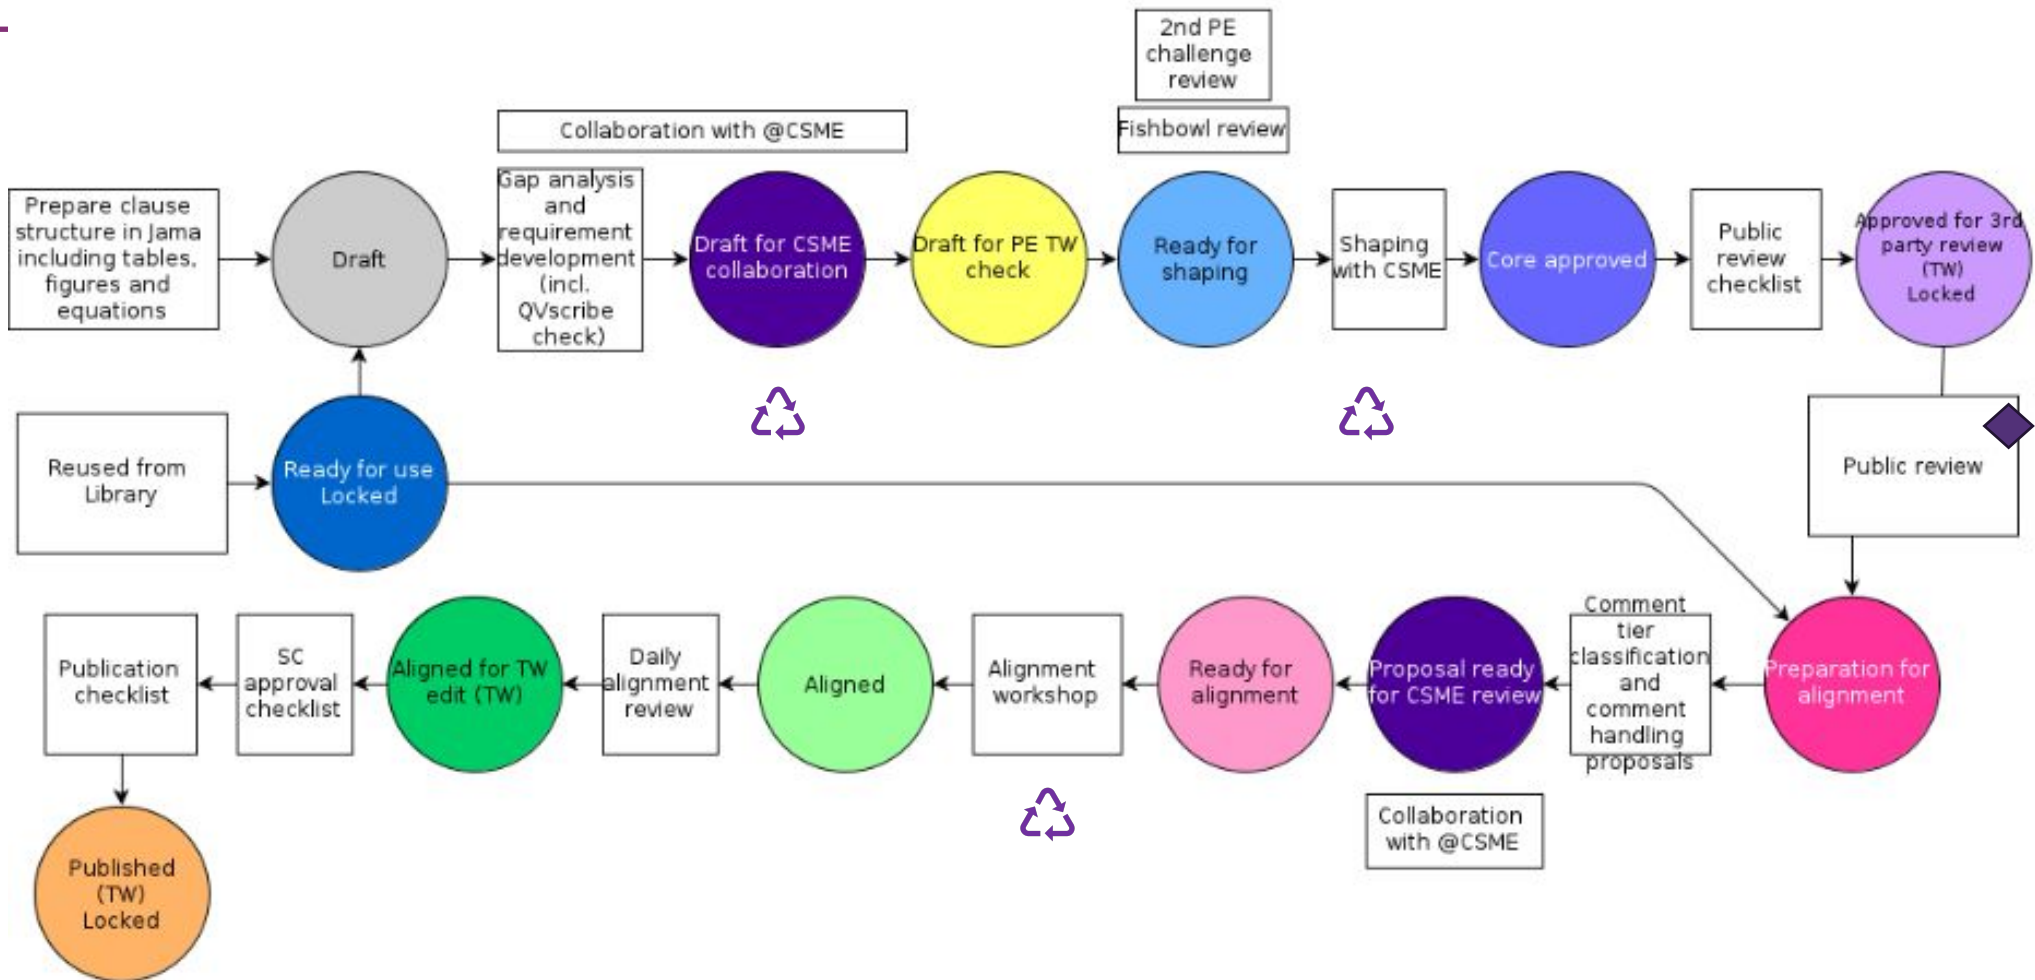 2nd PE
challenge
review
Collaboration with @CSME
Fishbowl review
Prepare clause
structure in Jama
including tables,
figures and
equations
Draft
Gap analysis
and
requirement
development
(incl.
QVscribe
check)
Draft for CSME
collaboration
Draft for PE TW
check
Ready for
shaping
Shaping
with CSME
Core approved
Public
review
checklist
Approved for 3rd
party review
(TW)
Locked
Reused from
Library
Ready for use
Locked
Public review
Publication
checklist
SC
approval
checklist
Aligned for TW
edit (TW)
Daily
alignment
review
Aligned
Alignment
workshop
Ready for
alignment
Proposal ready
for CSME review
Comment
tier
classification
and
comment
handling
proposals
Preparation for
alignment
Collaboration
with @CSME
Published
(TW)
Locked